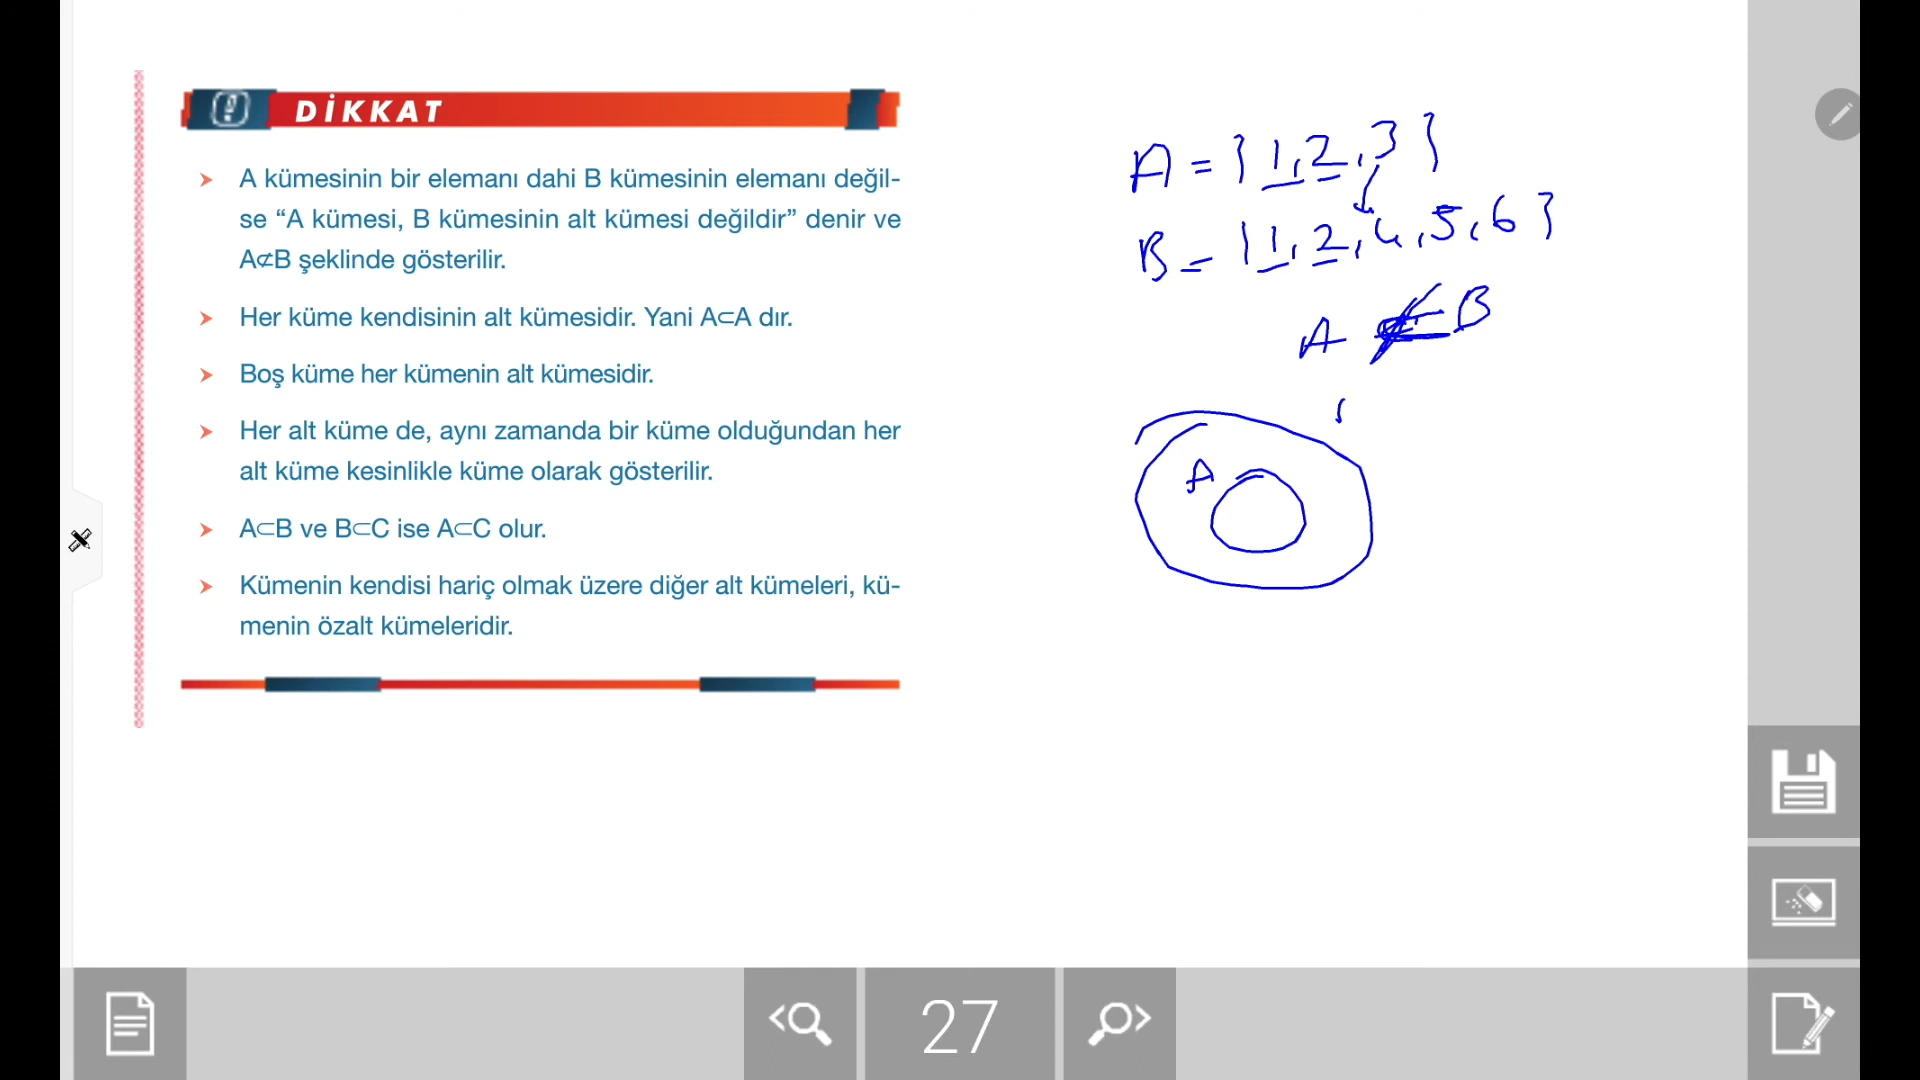 DİKKAT
A kümesinin bir elemanı dahi B kümesinin elemanı değil-
se “A kümesi, B kümesinin alt kümesi değildir” denir ve
A⊄B şeklinde gösterilir.
Her küme kendisinin alt kümesidir. Yani A⊂A dır.
Boş küme her kümenin alt kümesidir.
Her alt küme de, aynı zamanda bir küme olduğundan her
alt küme kesinlikle küme olarak gösterilir.
A⊂B ve B⊂C ise A⊂C olur.
Kümenin kendisi hariç olmak üzere diğer alt kümeleri, kü-
menin özalt kümeleridir.
A = { 1, 2, 3 }
B = { 1, 2, 4, 5, 6 }
A ⊄ B
A
27